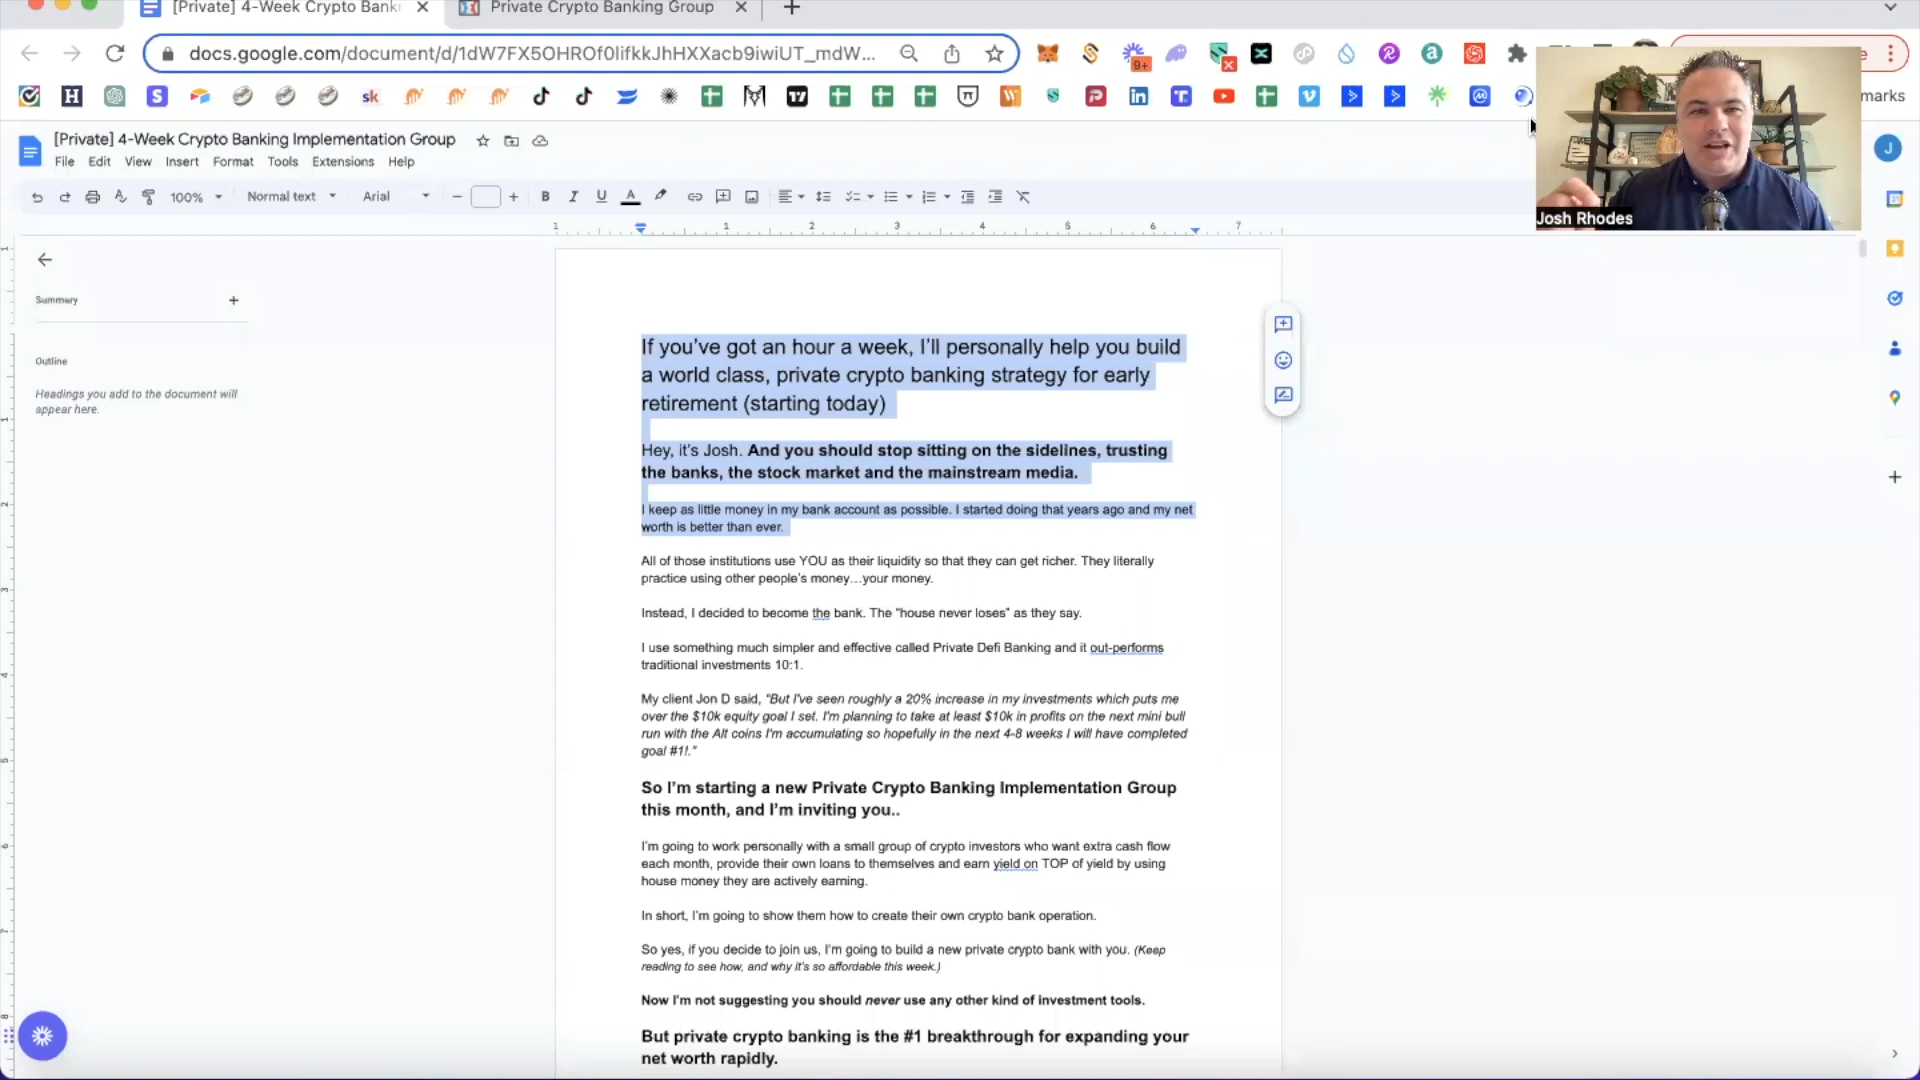 [Private] 4-Week Crypto Bank
Private Crypto Banking Group
docs.google.com/document/d/1dW7FX5OHROf0lifkkJhHXXacb9iwiUT_mdW...
9+
sk
marks
[Private] 4-Week Crypto Banking Implementation Group
File Edit View Insert Format Tools Extensions Help
100% Normal text Arial
Josh Rhodes
1 1 2 3 4 5 6 7
Summary
Outline
Headings you add to the document will
appear here.
If you've got an hour a week, I'll personally help you build
a world class, private crypto banking strategy for early
retirement (starting today)
Hey, it's Josh. And you should stop sitting on the sidelines, trusting
the banks, the stock market and the mainstream media.
I keep as little money in my bank account as possible. I started doing that years ago and my net
worth is better than ever.
All of those institutions use YOU as their liquidity so that they can get richer. They literally
practice using other people's money…your money.
Instead, I decided to become the bank. The "house never loses" as they say.
I use something much simpler and effective called Private Defi Banking and it out-performs
traditional investments 10:1.
My client Jon D said, "But I've seen roughly a 20% increase in my investments which puts me
over the $10k equity goal I set. I'm planning to take at least $10k in profits on the next mini bull
run with the Alt coins I'm accumulating so hopefully in the next 4-8 weeks I will have completed
goal #1!."
So I'm starting a new Private Crypto Banking Implementation Group
this month, and I'm inviting you..
I'm going to work personally with a small group of crypto investors who want extra cash flow
each month, provide their own loans to themselves and earn yield on TOP of yield by using
house money they are actively earning.
In short, I'm going to show them how to create their own crypto bank operation.
So yes, if you decide to join us, I'm going to build a new private crypto bank with you. (Keep
reading to see how, and why it's so affordable this week.)
Now I'm not suggesting you should never use any other kind of investment tools.
But private crypto banking is the #1 breakthrough for expanding your
net worth rapidly.